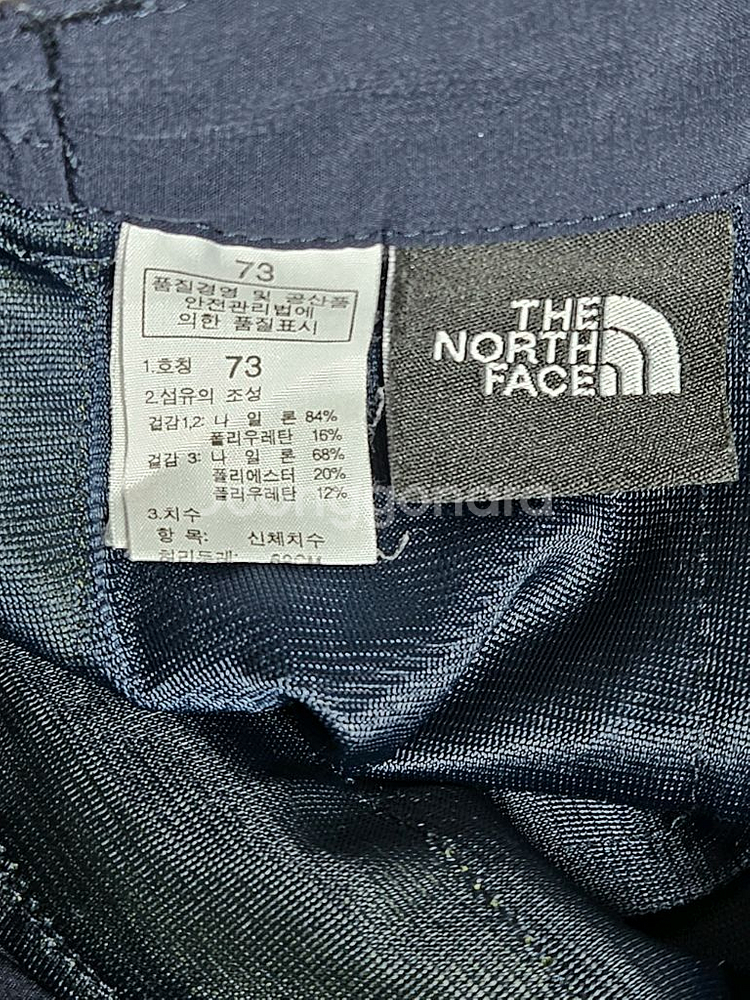 73
품질경영 및 공산품
안전관리법에
의한 품질표시
1.호칭 73
2.섬유의 조성
겉감1,2: 나 일 론 84%
폴리우레탄 16%
겉감 3: 나 일 론 68%
폴리에스터 20%
폴리우레탄 12%
3.치수
항 목: 신체치수
허리둘레:
THE
NORTH
FACE